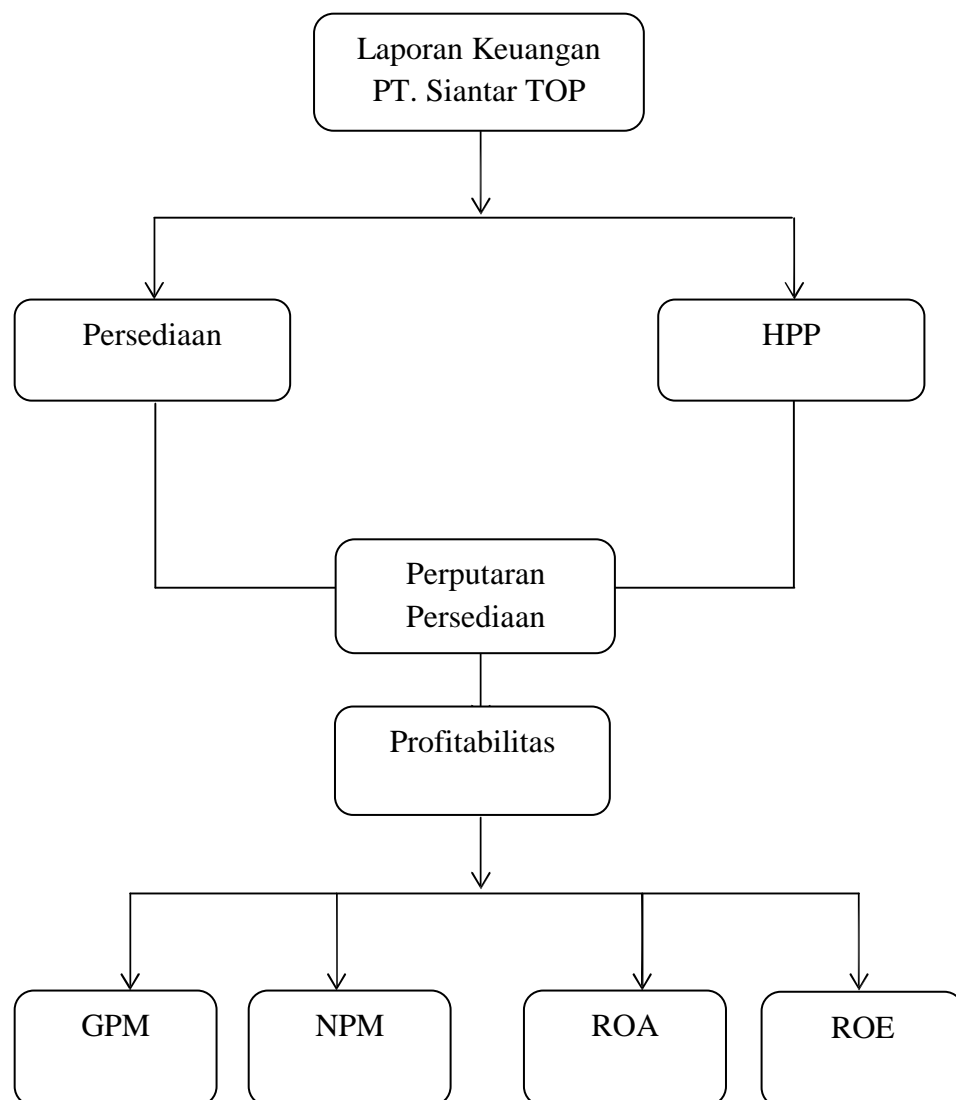 Laporan Keuangan
PT. Siantar TOP
Persediaan
HPP
Perputaran
Persediaan
Profitabilitas
GPM
NPM
ROA
ROE